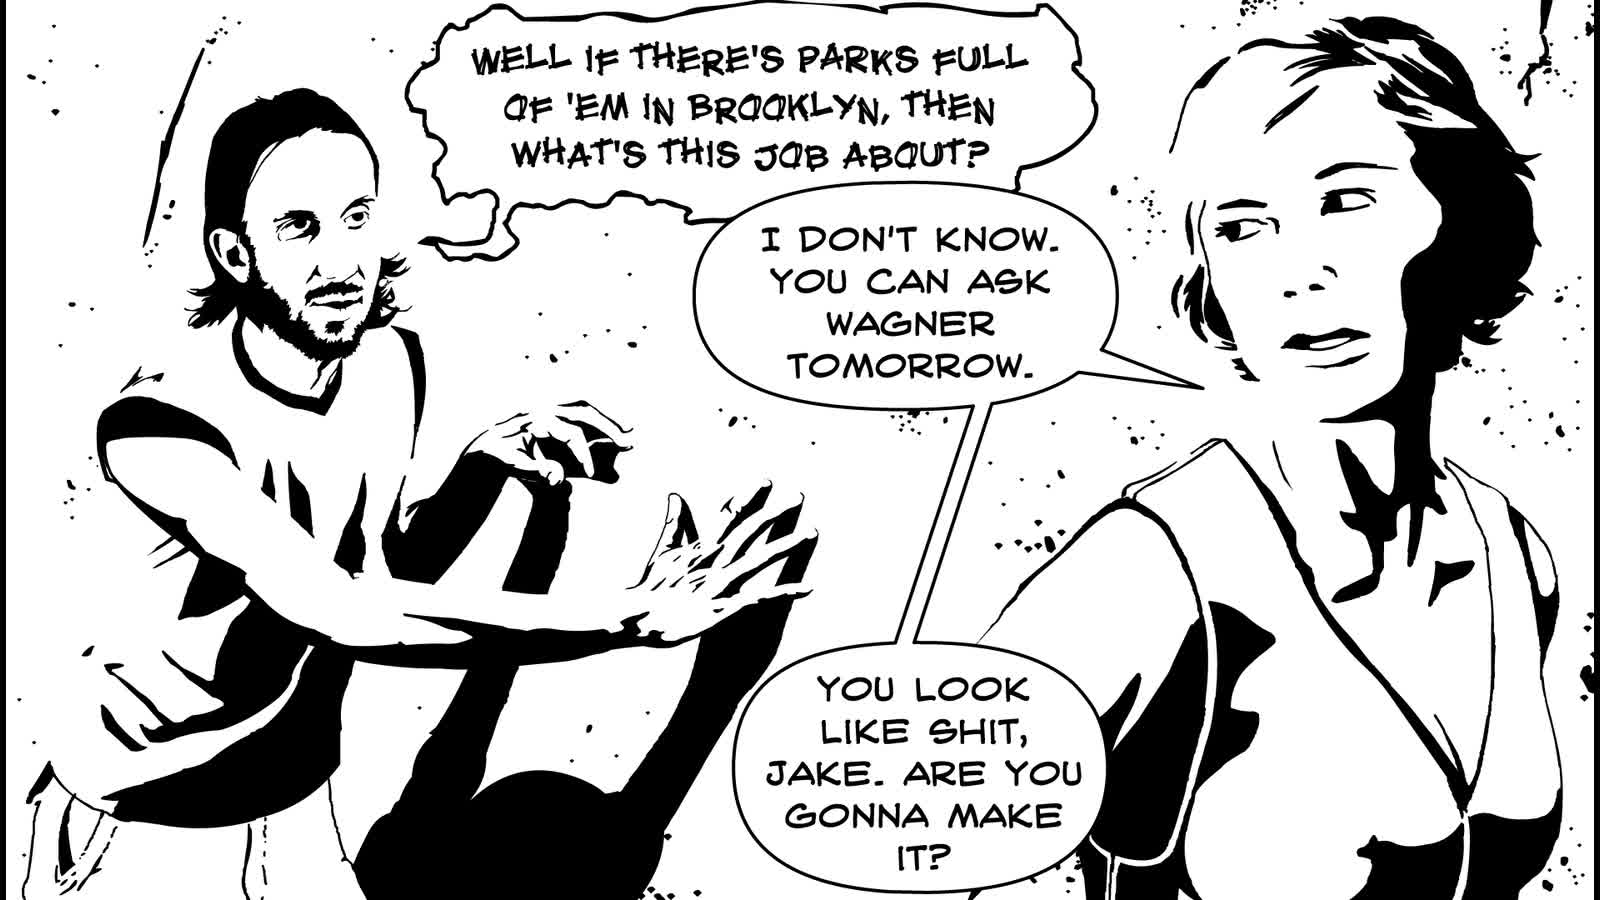 WELL IF THERE'S PARKS FULL
OF 'EM IN BROOKLYN, THEN
WHAT'S THIS JOB ABOUT?
I DON'T KNOW.
YOU CAN ASK
WAGNER
TOMORROW.
YOU LOOK
LIKE SHIT,
JAKE. ARE YOU
GONNA MAKE
IT?